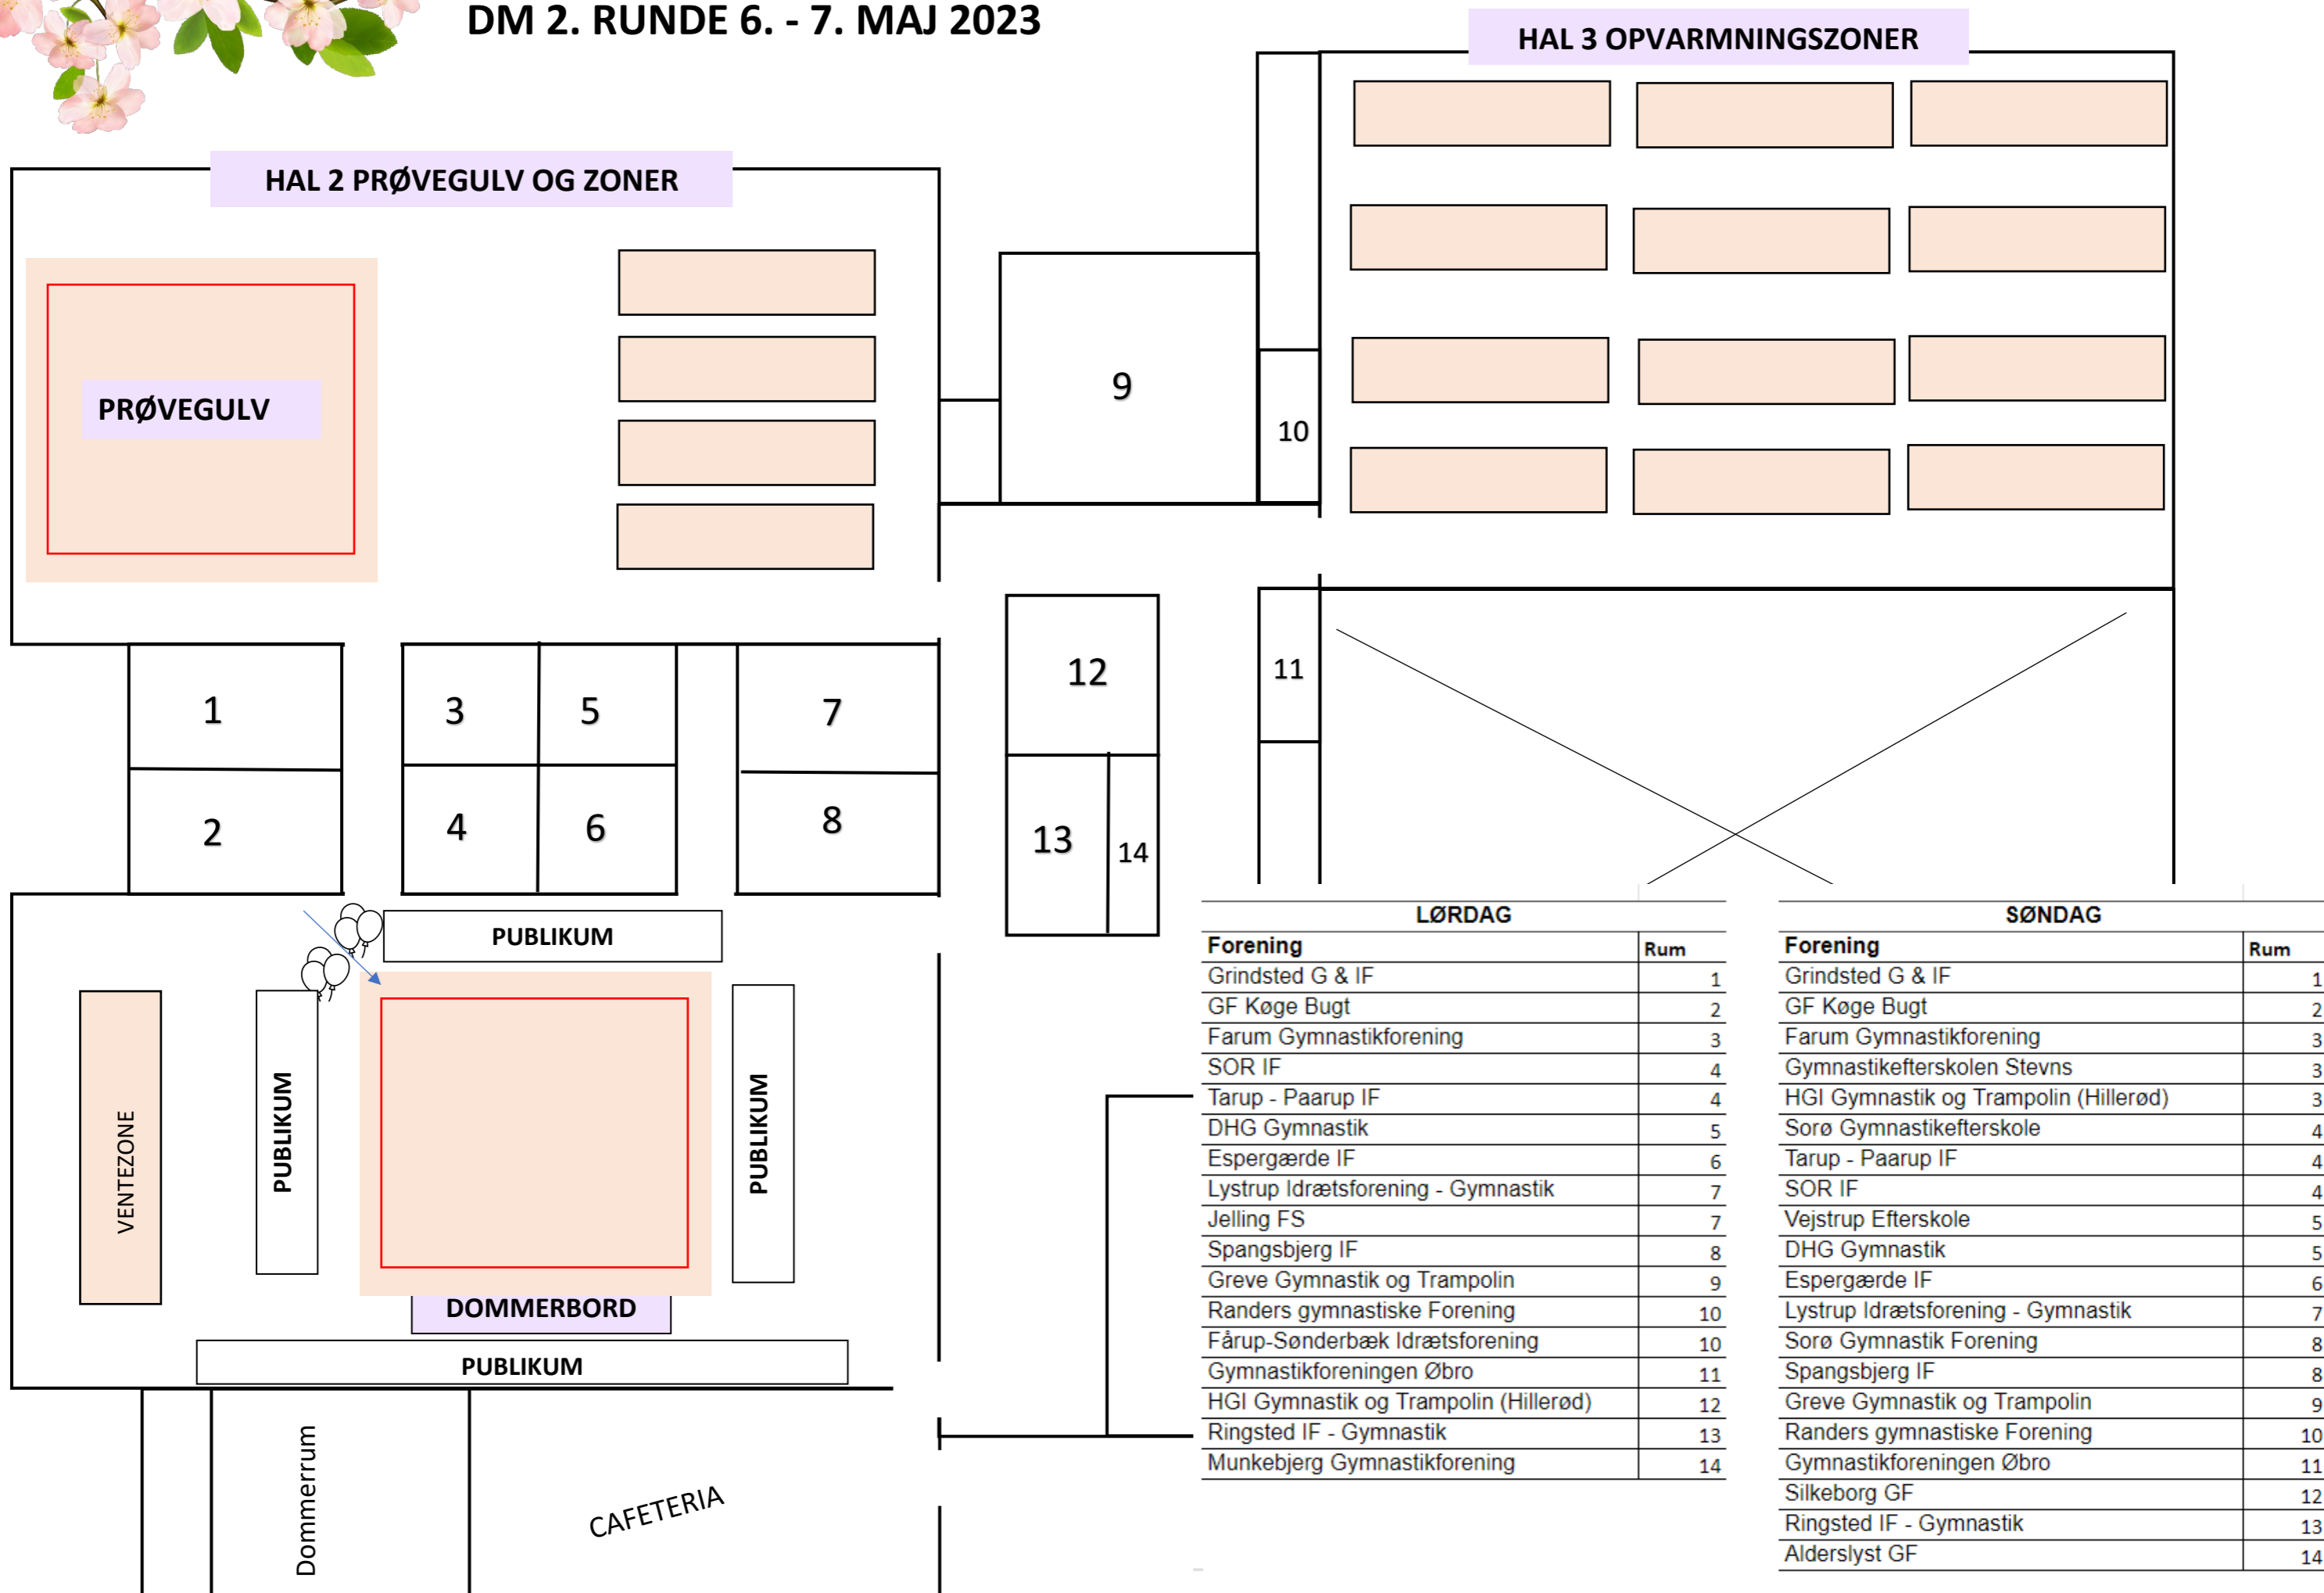 DM 2. RUNDE 6. - 7. MAJ 2023
HAL 3 OPVARMNINGSZONER
HAL 2 PRØVEGULV OG ZONER
PRØVEGULV
9
10
1
3
5
7
12
11
2
4
6
8
13
14
PUBLIKUM
VENTEZONE
PUBLIKUM
PUBLIKUM
DOMMERBORD
PUBLIKUM
Dommerrum
CAFETERIA
LØRDAG
Forening Rum
Grindsted G & IF 1
GF Køge Bugt 2
Farum Gymnastikforening 3
SOR IF 4
Tarup - Paarup IF 4
DHG Gymnastik 5
Espergærde IF 6
Lystrup Idrætsforening - Gymnastik 7
Jelling FS 7
Spangsbjerg IF 8
Greve Gymnastik og Trampolin 9
Randers gymnastiske Forening 10
Fårup-Sønderbæk Idrætsforening 10
Gymnastikforeningen Øbro 11
HGI Gymnastik og Trampolin (Hillerød) 12
Ringsted IF - Gymnastik 13
Munkebjerg Gymnastikforening 14
SØNDAG
Forening Rum
Grindsted G & IF 1
GF Køge Bugt 2
Farum Gymnastikforening 3
Gymnastikefterskolen Stevns 3
HGI Gymnastik og Trampolin (Hillerød) 3
Sorø Gymnastikefterskole 4
Tarup - Paarup IF 4
SOR IF 4
Vejstrup Efterskole 5
DHG Gymnastik 5
Espergærde IF 6
Lystrup Idrætsforening - Gymnastik 7
Sorø Gymnastik Forening 8
Spangsbjerg IF 8
Greve Gymnastik og Trampolin 9
Randers gymnastiske Forening 10
Gymnastikforeningen Øbro 11
Silkeborg GF 12
Ringsted IF - Gymnastik 13
Alderslyst GF 14